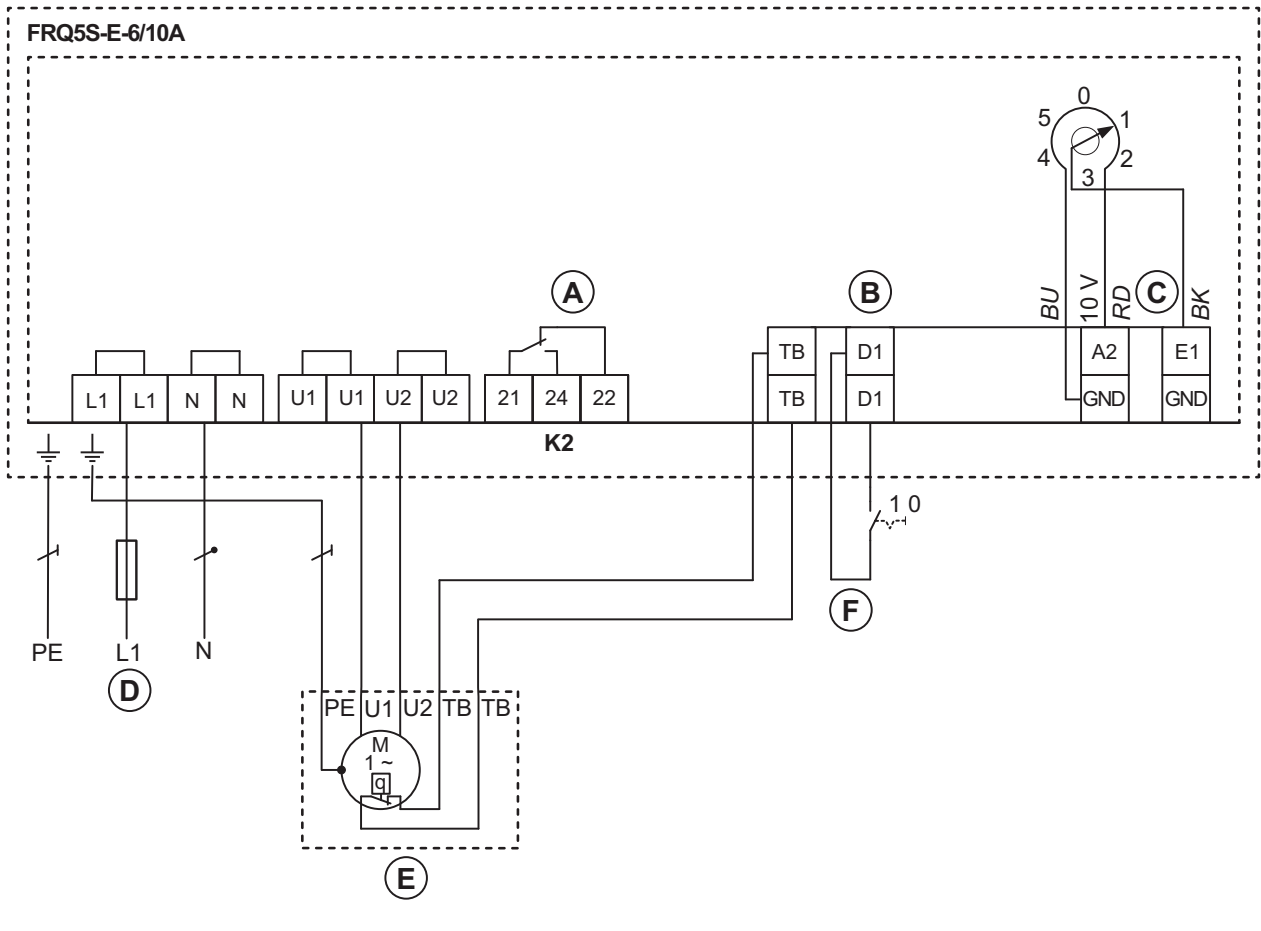 FRQ5S-E-6/10A
0
5 1
4 2
3
A B C
BU 10 V RD BK
TB D1 A2 E1
L1 L1 N N U1 U1 U2 U2 21 24 22 TB D1 GND GND
K2
1 0
F
PE L1 N
D
PE U1 U2 TB TB
M
1 ~
q
E